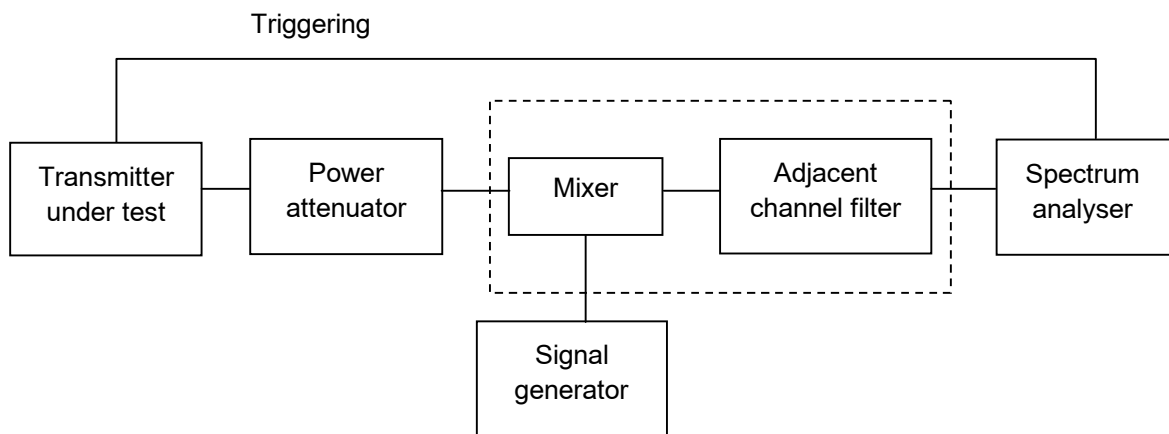 Triggering
Transmitter
under test
Power
attenuator
Mixer
Adjacent
channel filter
Spectrum
analyser
Signal
generator